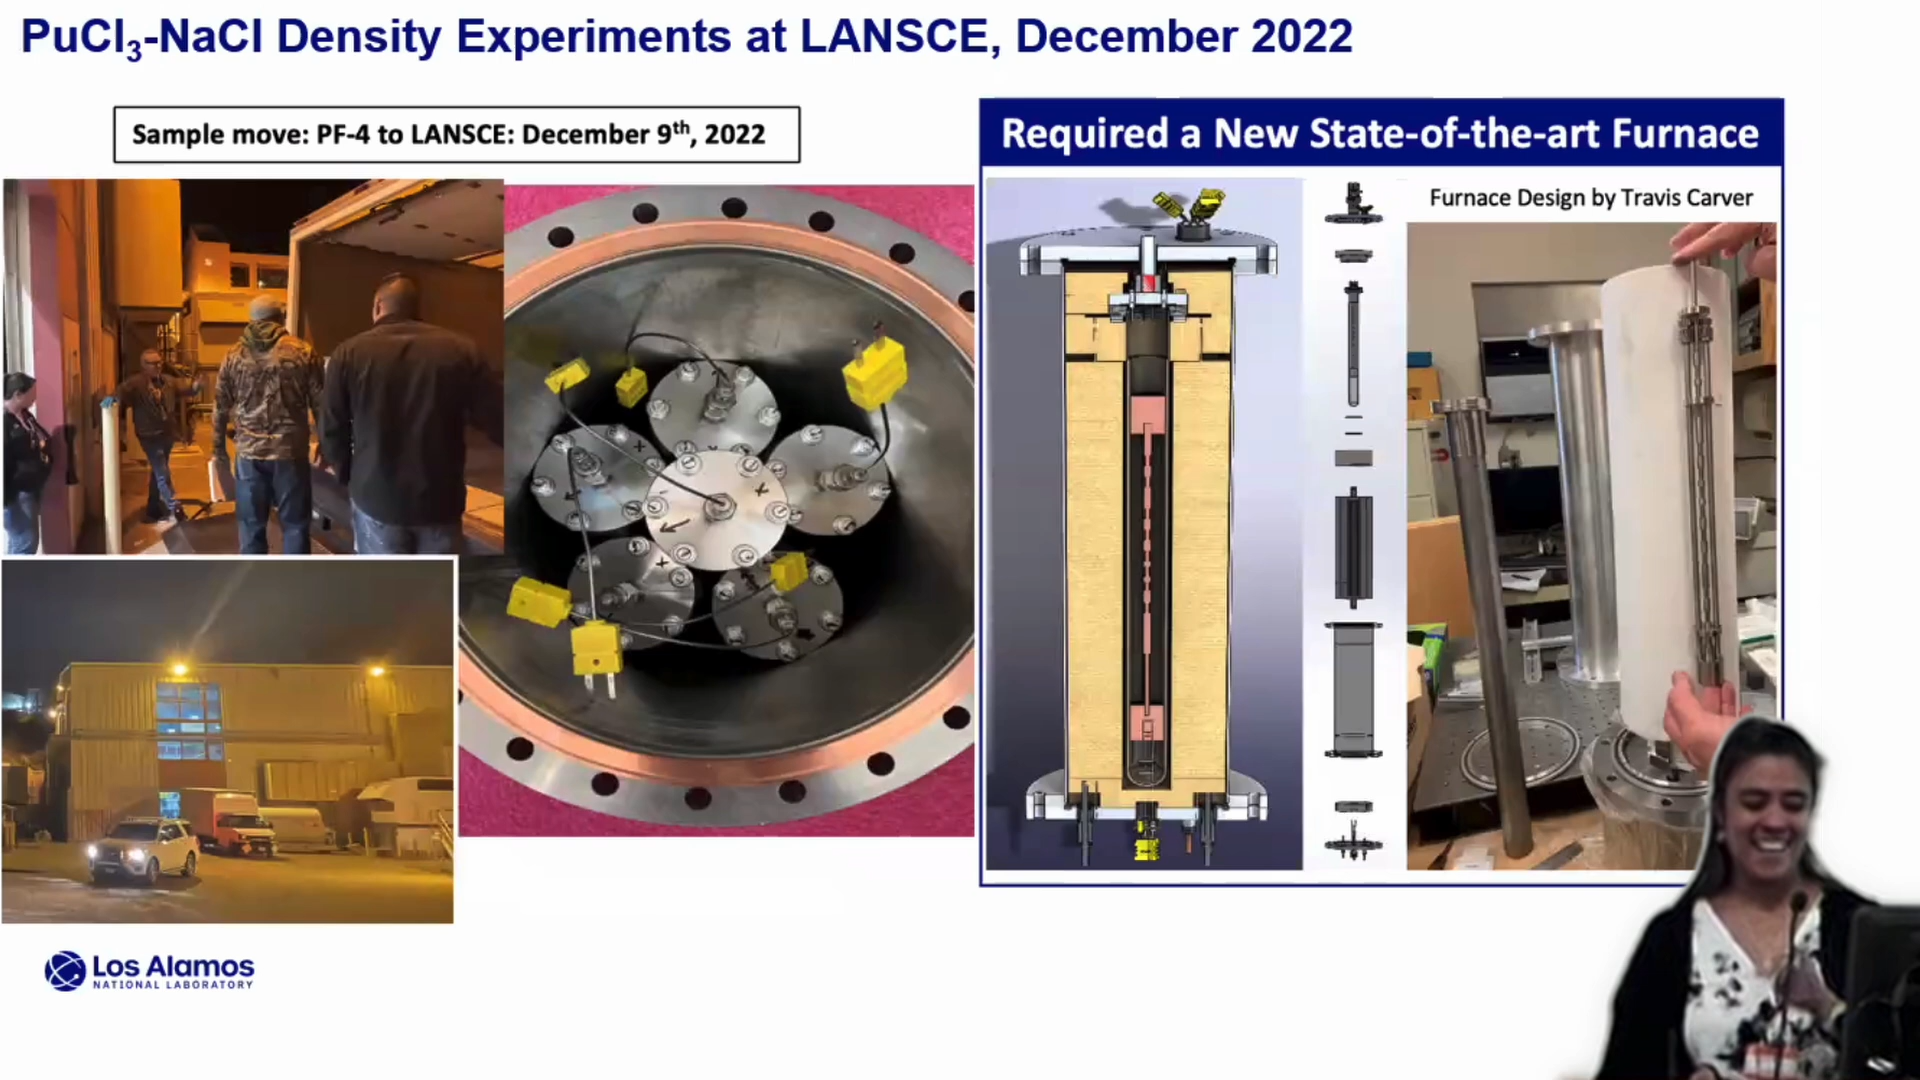 PuCl₃-NaCl Density Experiments at LANSCE, December 2022
Sample move: PF-4 to LANSCE: December 9th, 2022
Required a New State-of-the-art Furnace
Furnace Design by Travis Carver
Los Alamos
NATIONAL LABORATORY